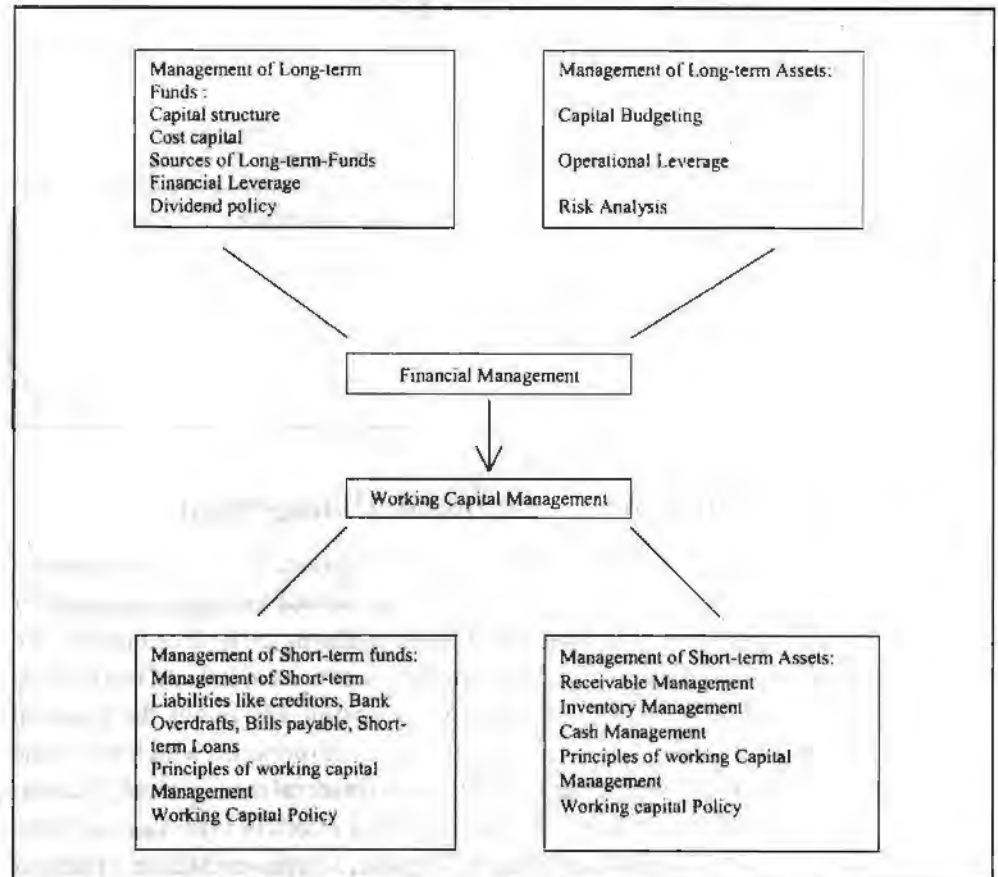 Management of Long-term
Funds :
Capital structure
Cost capital
Sources of Long-term-Funds
Financial Leverage
Dividend policy
Management of Long-term Assets:
Capital Budgeting
Operational Leverage
Risk Analysis
Financial Management
Working Capital Management
Management of Short-term funds:
Management of Short-term
Liabilities like creditors, Bank
Overdrafts, Bills payable, Short-
term Loans
Principles of working capital
Management
Working Capital Policy
Management of Short-term Assets:
Receivable Management
Inventory Management
Cash Management
Principles of working Capital
Management
Working capital Policy